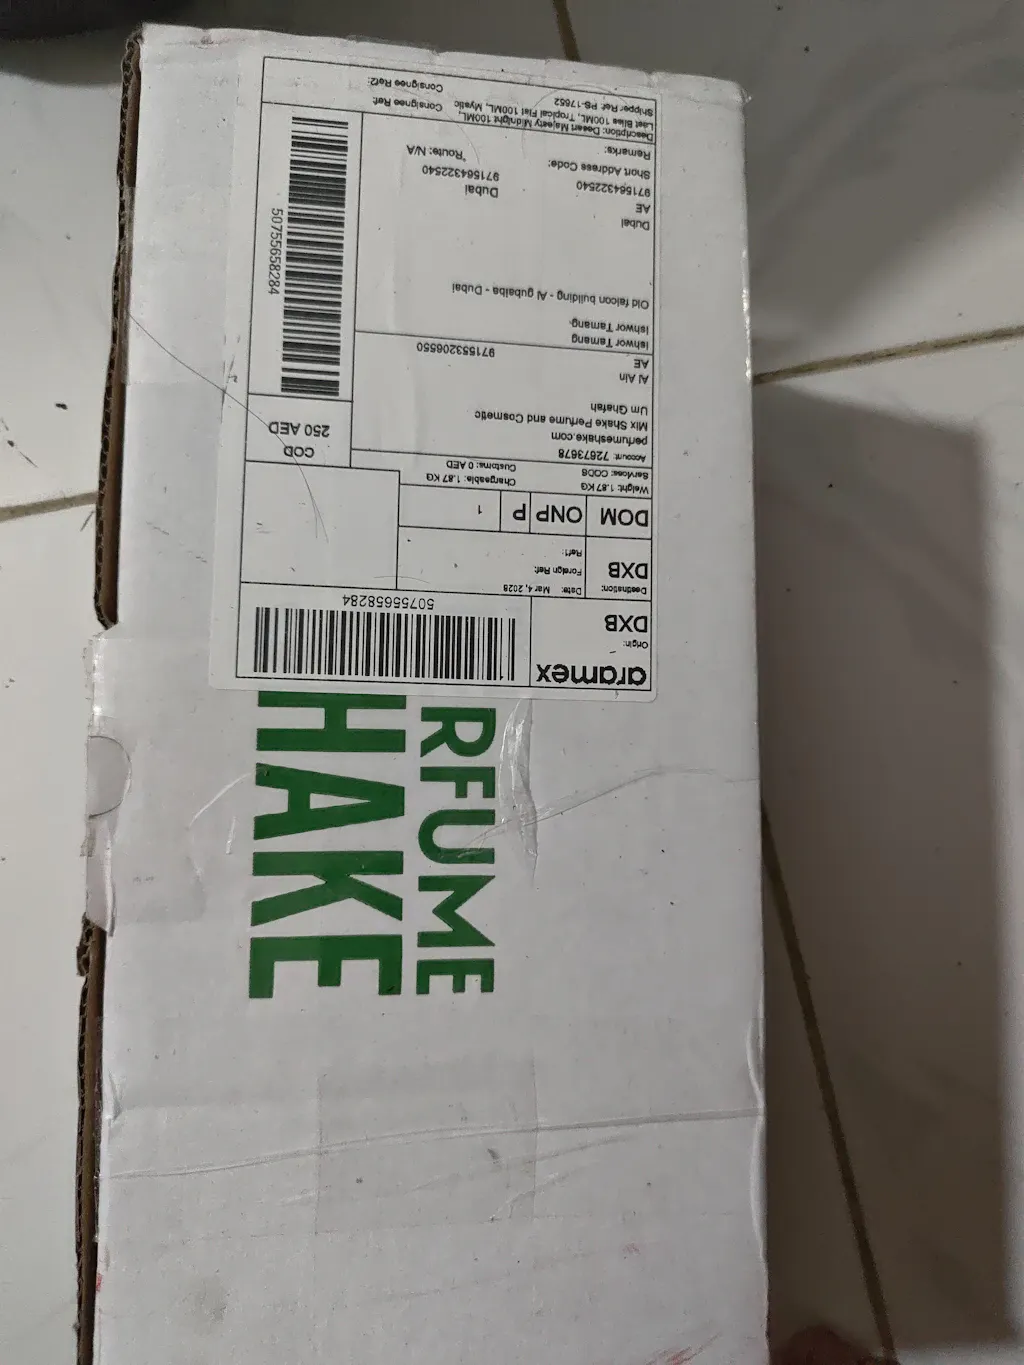 aramex
50755658284
Origin:
DXB
Destination:
DXB
Date: Mar 4, 2026
Foreign Ref:
Ref1:
DOM
ONP P
1
Weight: 1.87 KG
Chargeable: 1.87 KG
Services: CODS
Customs: 0 AED
COD
250 AED
Account: 72673678
perfumeshake.com
Mix Shake Perfume and Cosmetic
Um Ghafah
Al Ain
AE
971553206550
Ishwor Tamang
Ishwor Tamang.
Old falcon building - Al gubaiba - Dubai
Dubai
AE
Dubai
971564322540
971564322540
Short Address Code:
Route: N/A
Remarks:
50755658284
Description: Desert Majesty Midnight 100ML,
Last Bliss 100ML, Tropical Flat 100ML, Mystic
Consignee Ref:
Shipper Ref: PS-17652
Consignee Ref2:
RFUME
HAKE